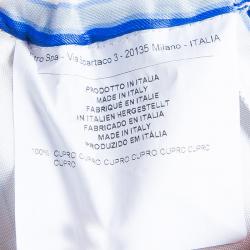 tro Spa - Via Spartaco 3 - 20135 Milano - ITALIA
PRODOTTO IN ITALIA
MADE IN ITALY
FABRIQUÉ EN ITALIE
IN ITALIEN HERGESTELLT
FABRICADO EN ITALIA
MADE IN ITALY
PRODUZIDO EM ITÁLIA
100% CUPRO CUPRO CUPRO CUPRO CUPRO
CUPRO